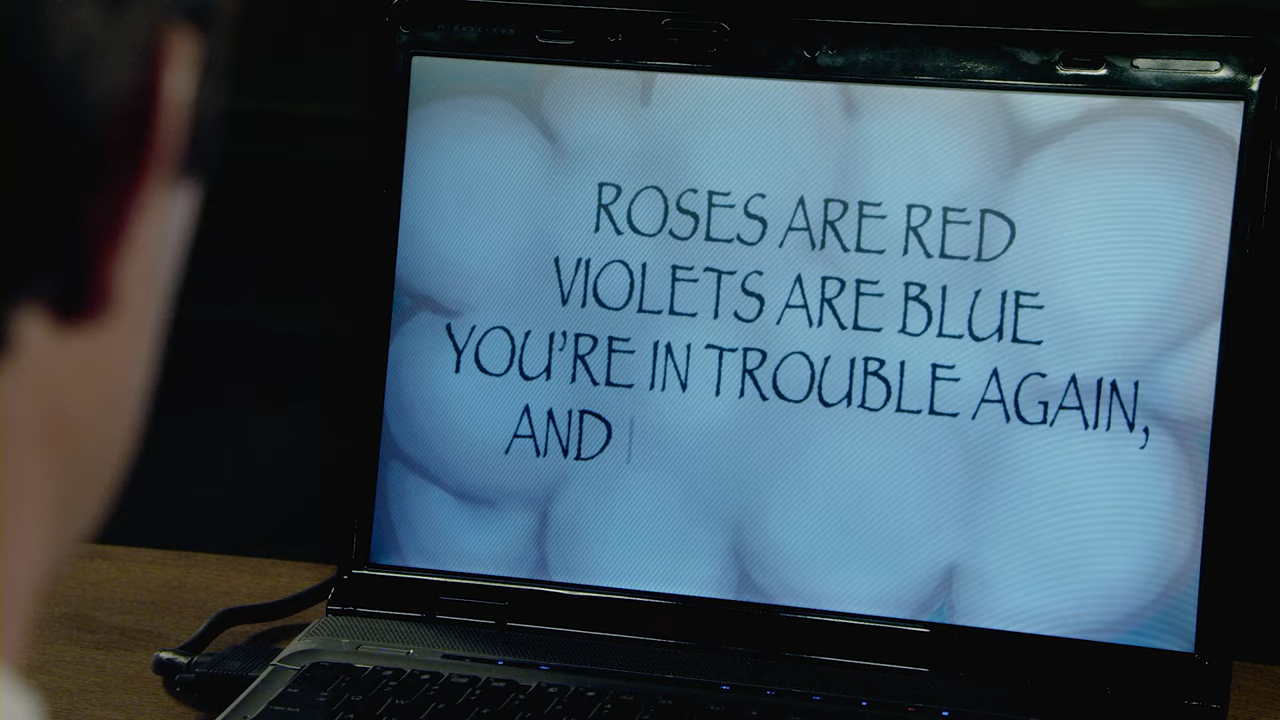 ROSES ARE RED
VIOLETS ARE BLUE
YOU'RE IN TROUBLE AGAIN,
AND